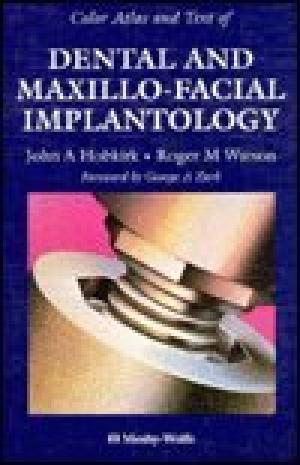 Color Atlas and Text of
DENTAL AND
MAXILLO-FACIAL
IMPLANTOLOGY
John A Hobkirk • Roger M Watson
Foreword by George A Zarb
Mosby-Wolfe